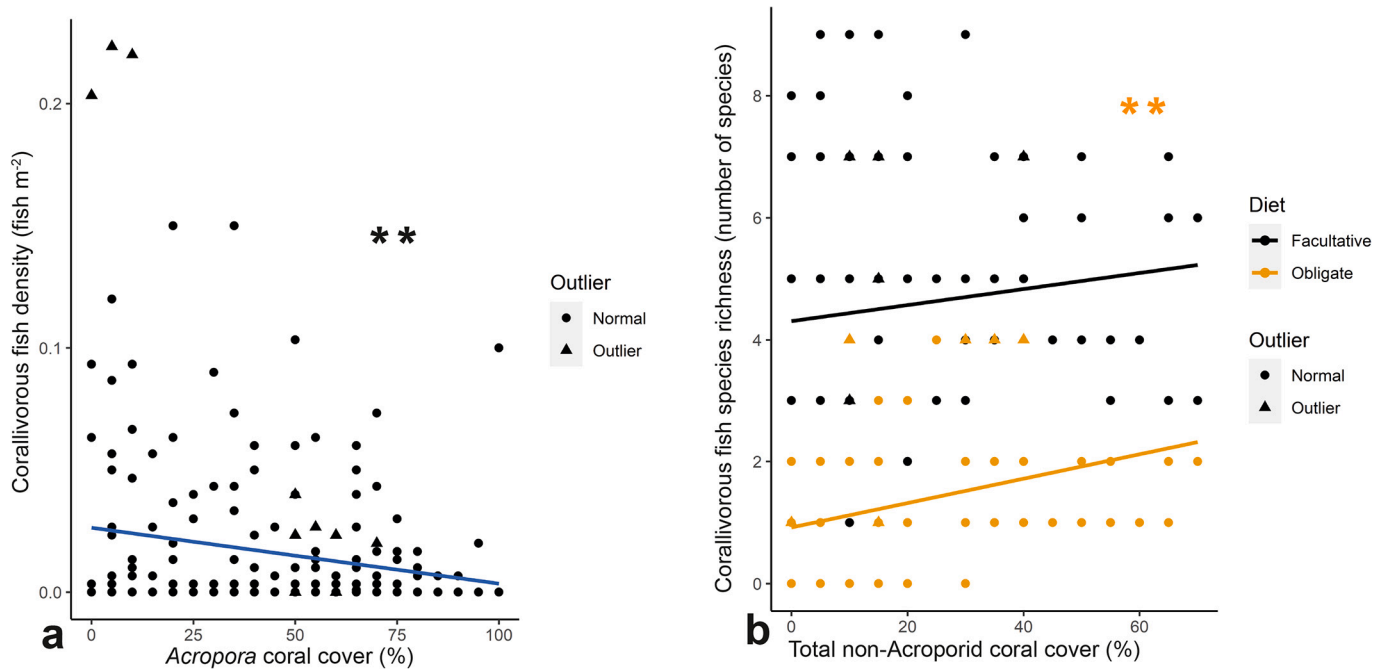 Corallivorous fish density (fish m⁻²)
0.2
0.1
0.0
**
0
25
50
75
100
Acropora coral cover (%)
a
Outlier
Normal
Outlier
Corallivorous fish species richness (number of species)
8
6
4
2
0
**
0
20
40
60
Total non-Acroporid coral cover (%)
b
Diet
Facultative
Obligate
Outlier
Normal
Outlier